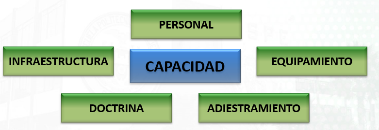 PERSONAL
INFRAESTRUCTURA
CAPACIDAD
EQUIPAMIENTO
DOCTRINA
ADIESTRAMIENTO